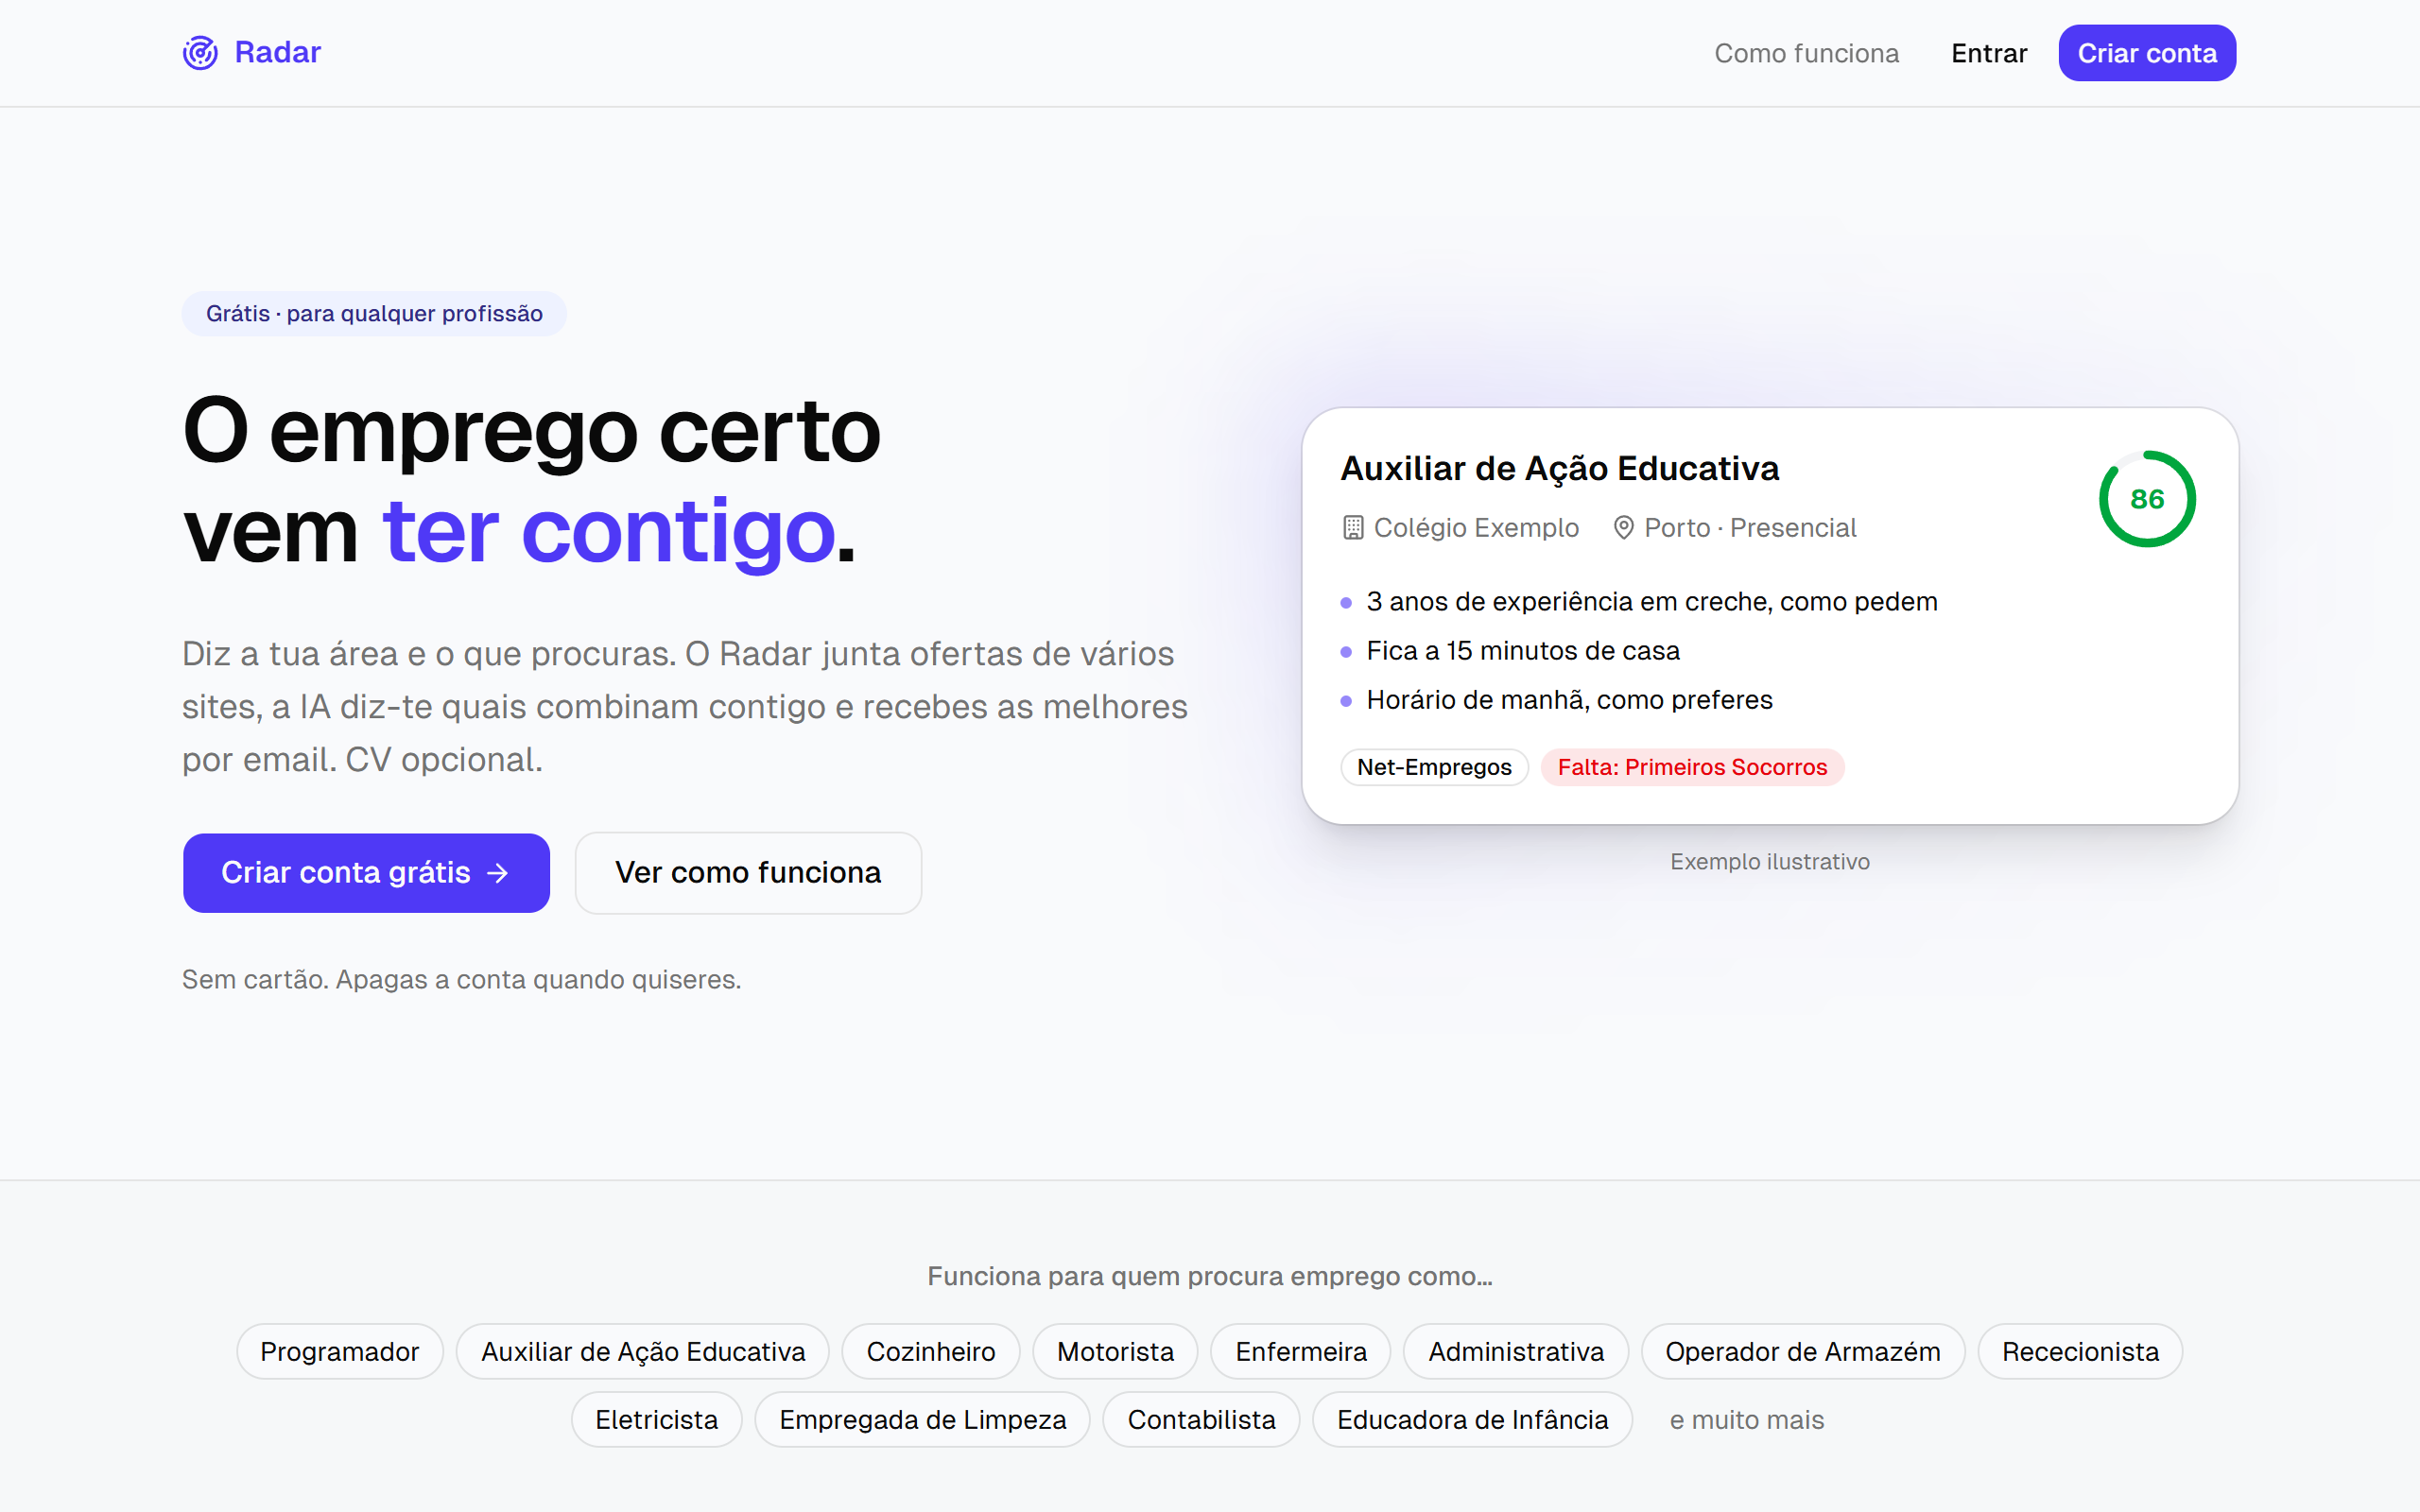 Radar
Como funciona
Entrar
Criar conta
Grátis · para qualquer profissão
O emprego certo
vem ter contigo.
Diz a tua área e o que procuras. O Radar junta ofertas de vários
sites, a IA diz-te quais combinam contigo e recebes as melhores
por email. CV opcional.
Criar conta grátis →
Ver como funciona
Sem cartão. Apagas a conta quando quiseres.
Auxiliar de Ação Educativa
86
Colégio Exemplo
Porto · Presencial
3 anos de experiência em creche, como pedem
Fica a 15 minutos de casa
Horário de manhã, como preferes
Net-Empregos
Falta: Primeiros Socorros
Exemplo ilustrativo
Funciona para quem procura emprego como…
Programador
Auxiliar de Ação Educativa
Cozinheiro
Motorista
Enfermeira
Administrativa
Operador de Armazém
Rececionista
Eletricista
Empregada de Limpeza
Contabilista
Educadora de Infância
e muito mais